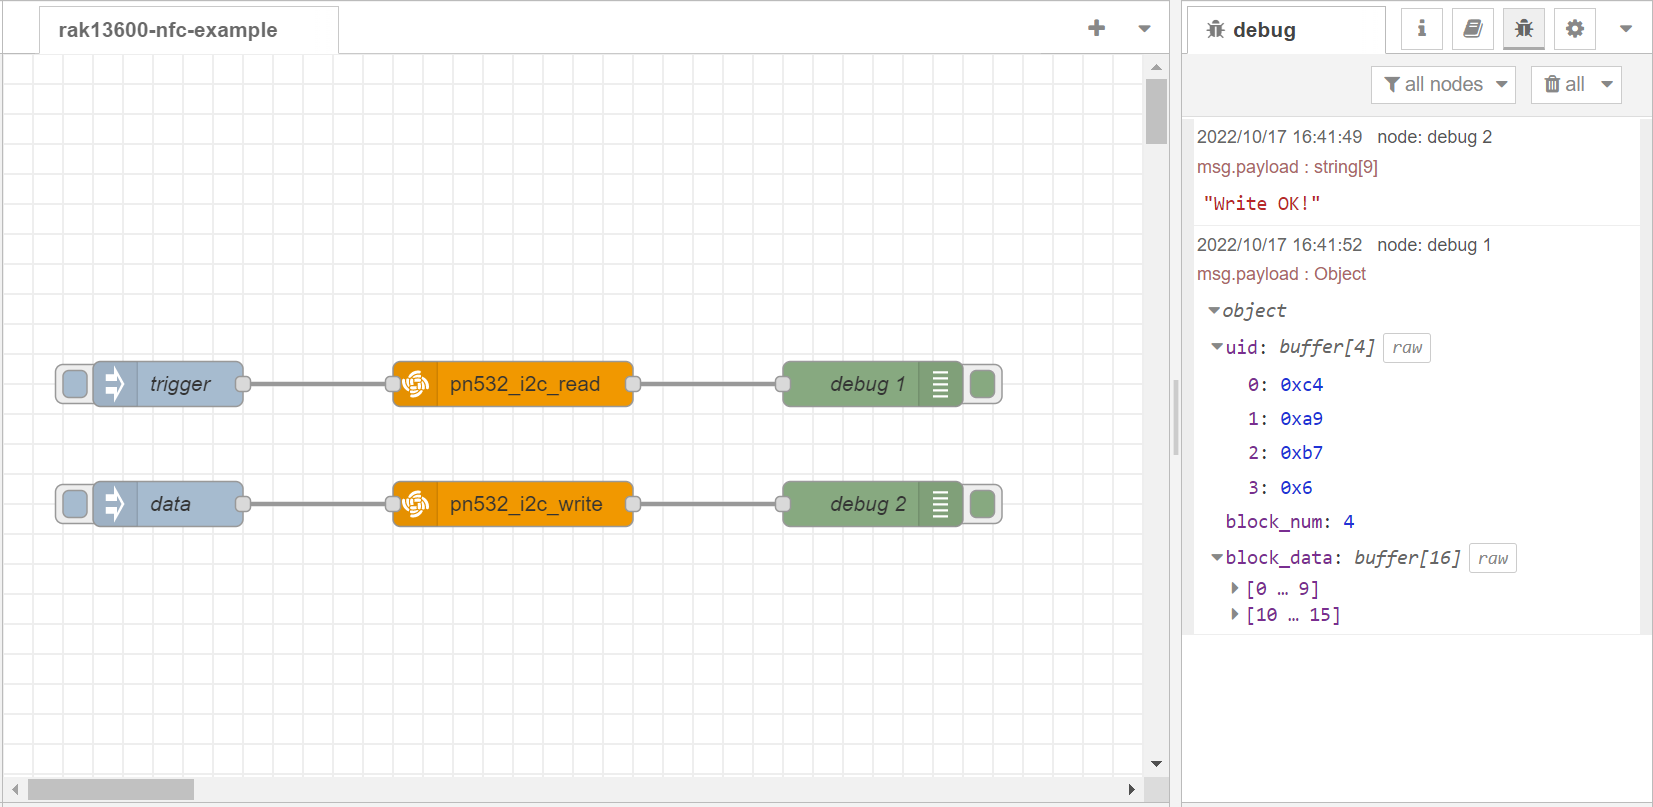 rak13600-nfc-example
debug
all nodes
all
2022/10/17 16:41:49 node: debug 2
msg.payload : string[9]
"Write OK!"
2022/10/17 16:41:52 node: debug 1
msg.payload : Object
object
uid: buffer[4] raw
0: 0xc4
1: 0xa9
2: 0xb7
3: 0x6
block_num: 4
block_data: buffer[16] raw
[0 … 9]
[10 … 15]
trigger
pn532_i2c_read
debug 1
data
pn532_i2c_write
debug 2